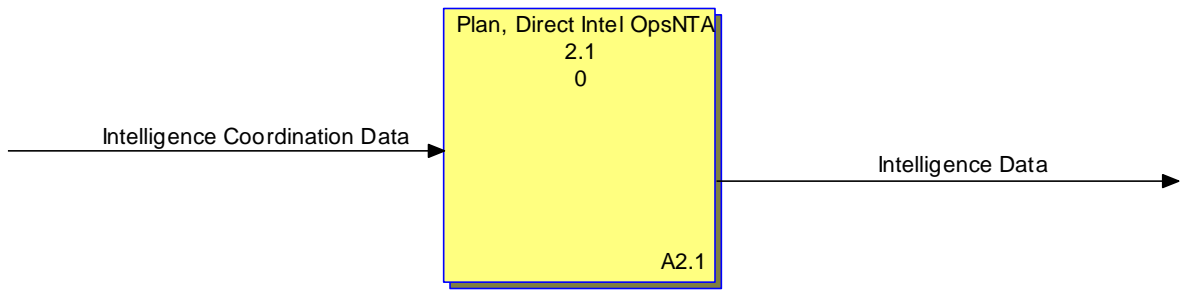 Plan, Direct Intel OpsNTA
2.1
0
Intelligence Coordination Data
Intelligence Data
A2.1